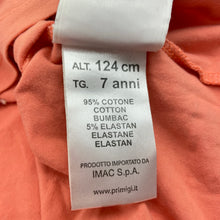 ALT. 124 cm
TG. 7 anni
95% COTONE
COTTON
BUMBAC
5% ELASTAN
ELASTANE
ELASTAN
PRODOTTO IMPORTATO DA
IMAC S.p.A.
www.primigi.it